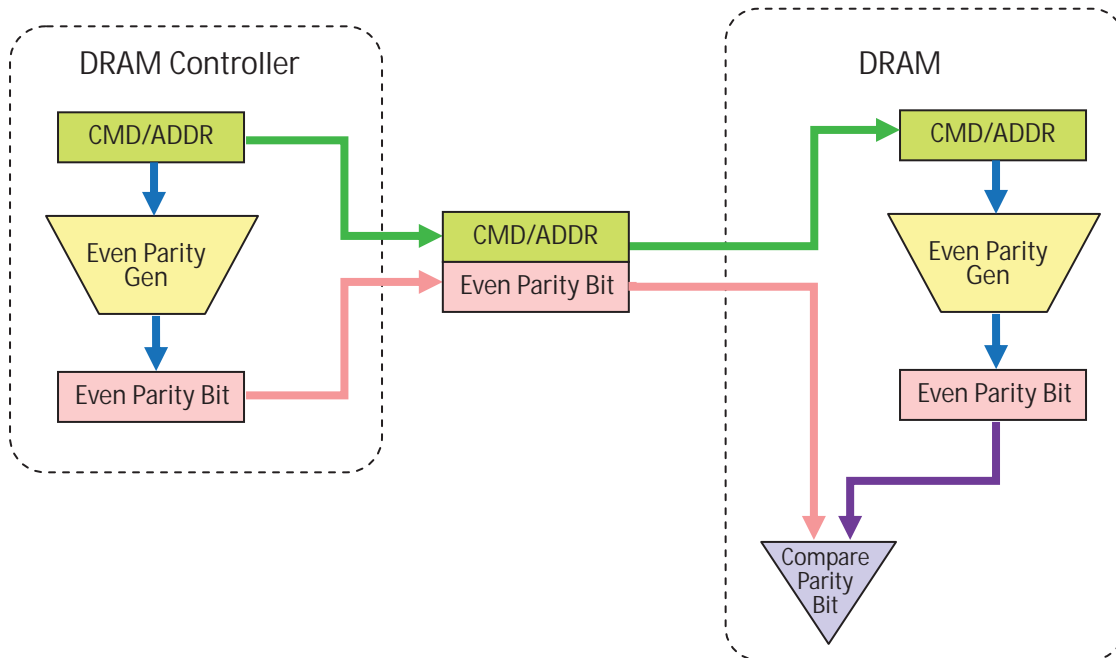 DRAM Controller
CMD/ADDR
Even Parity
Gen
Even Parity Bit
CMD/ADDR
Even Parity Bit
DRAM
CMD/ADDR
Even Parity
Gen
Even Parity Bit
Compare
Parity
Bit